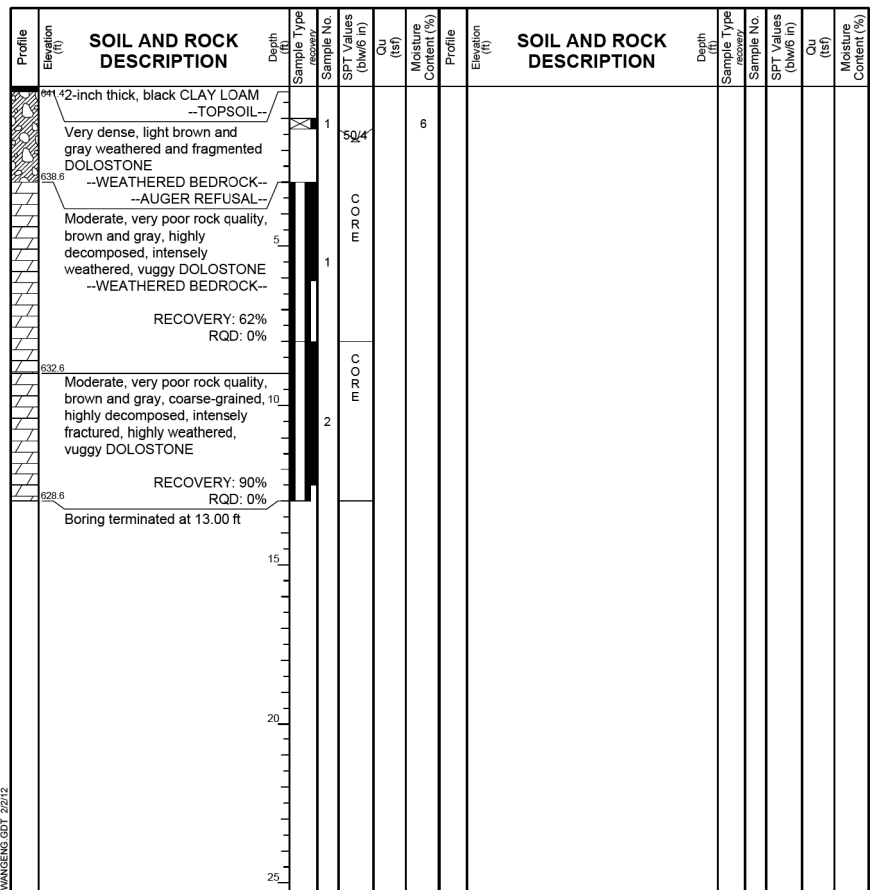 Profile
Elevation
(ft)
SOIL AND ROCK
DESCRIPTION
Depth
(ft)
Sample Type
recovery
Sample No.
SPT Values
(blw/6 in)
Qu
(tsf)
Moisture
Content (%)
Profile
Elevation
(ft)
SOIL AND ROCK
DESCRIPTION
Depth
(ft)
Sample Type
recovery
Sample No.
SPT Values
(blw/6 in)
Qu
(tsf)
Moisture
Content (%)
641.4 2-inch thick, black CLAY LOAM
--TOPSOIL--
1
6
Very dense, light brown and
50/4
gray weathered and fragmented
DOLOSTONE
638.6
--WEATHERED BEDROCK--
--AUGER REFUSAL--
CORE
Moderate, very poor rock quality,
brown and gray, highly
5
decomposed, intensely
weathered, vuggy DOLOSTONE
1
--WEATHERED BEDROCK--
RECOVERY: 62%
RQD: 0%
CORE
632.6
Moderate, very poor rock quality,
brown and gray, coarse-grained,
10
highly decomposed, intensely
2
fractured, highly weathered,
vuggy DOLOSTONE
RECOVERY: 90%
628.6
RQD: 0%
Boring terminated at 13.00 ft
15
20
25
WANGENG.GDT 2/2/12